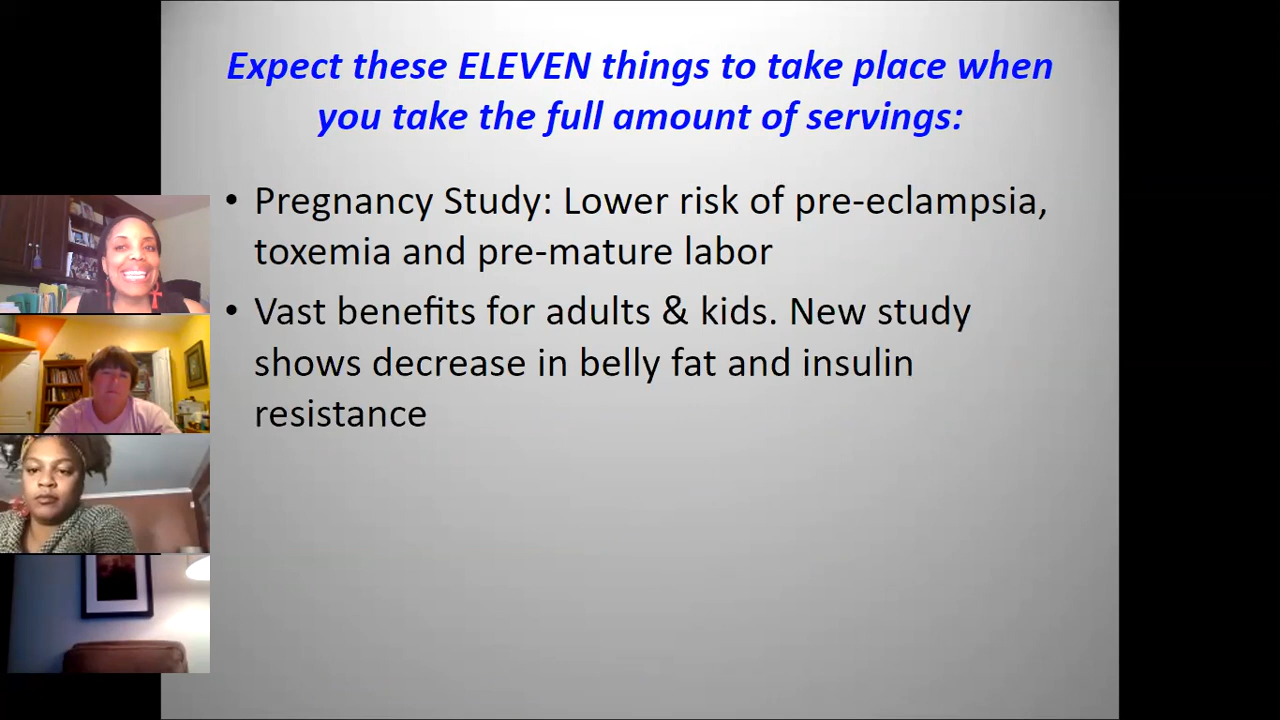 Expect these ELEVEN things to take place when
you take the full amount of servings:
• Pregnancy Study: Lower risk of pre-eclampsia,
toxemia and pre-mature labor
• Vast benefits for adults & kids. New study
shows decrease in belly fat and insulin
resistance